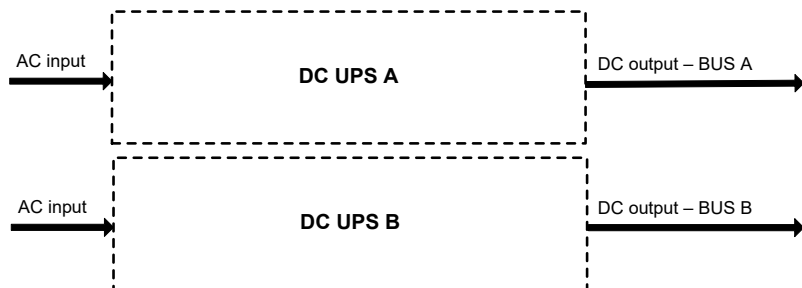 AC input
DC UPS A
DC output – BUS A
AC input
DC UPS B
DC output – BUS B